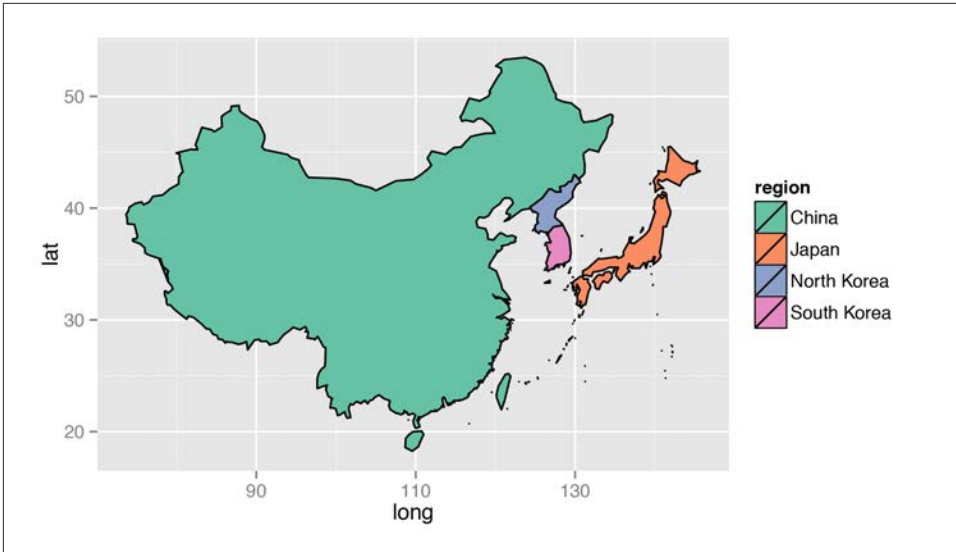 50
40
30
20
lat
90
110
130
long
region
China
Japan
North Korea
South Korea